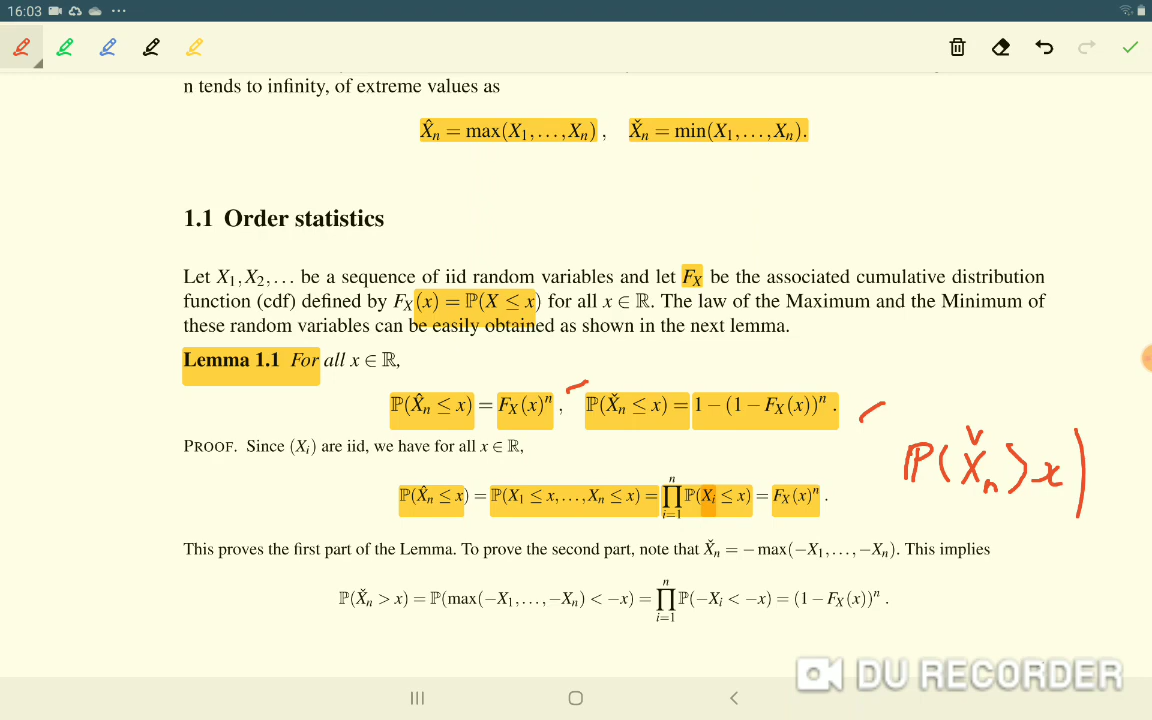 16:03
n tends to infinity, of extreme values as
X̂ₙ = max(X₁,…,Xₙ) , X̌ₙ = min(X₁,…,Xₙ).
1.1 Order statistics
Let X₁,X₂,… be a sequence of iid random variables and let F_X be the associated cumulative distribution
function (cdf) defined by F_X(x) = ℙ(X ≤ x) for all x ∈ ℝ. The law of the Maximum and the Minimum of
these random variables can be easily obtained as shown in the next lemma.
Lemma 1.1 For all x ∈ ℝ,
ℙ(X̂ₙ ≤ x) = F_X(x)ⁿ , ℙ(X̌ₙ ≤ x) = 1 − (1 − F_X(x))ⁿ .
PROOF. Since (Xᵢ) are iid, we have for all x ∈ ℝ,
ℙ(X̌ₙ > x)
ℙ(X̂ₙ ≤ x) = ℙ(X₁ ≤ x,…,Xₙ ≤ x) = ∏ᵢ₌₁ⁿ ℙ(Xᵢ ≤ x) = F_X(x)ⁿ .
This proves the first part of the Lemma. To prove the second part, note that X̌ₙ = − max(−X₁,…,−Xₙ). This implies
ℙ(X̌ₙ > x) = ℙ(max(−X₁,…,−Xₙ) < −x) = ∏ᵢ₌₁ⁿ ℙ(−Xᵢ < −x) = (1 − F_X(x))ⁿ .
DU RECORDER